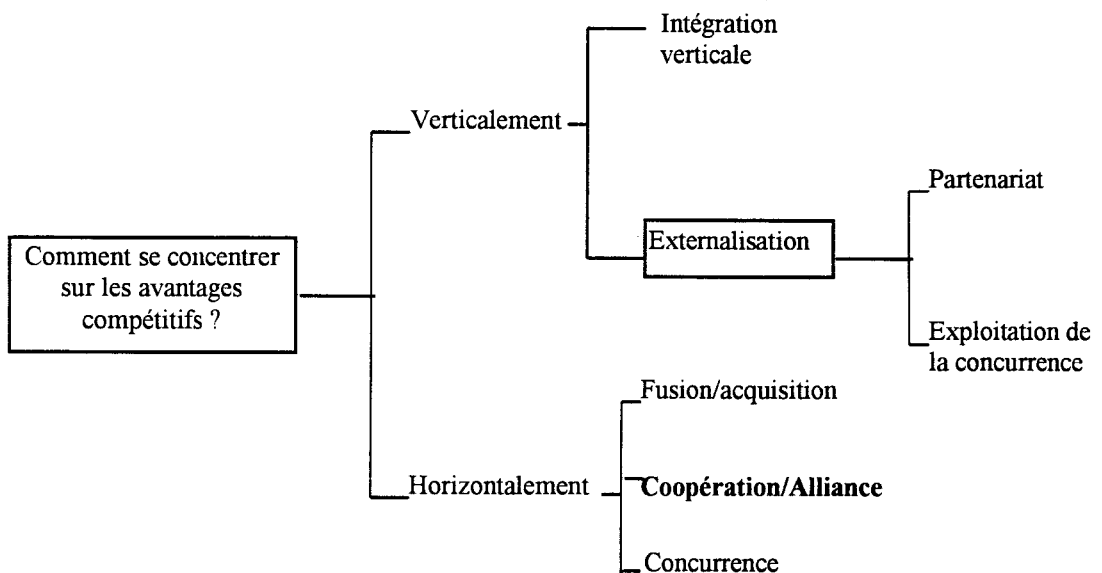 Intégration
verticale
Verticalement
Partenariat
Externalisation
Comment se concentrer
sur les avantages
compétitifs ?
Exploitation de
la concurrence
Fusion/acquisition
Horizontalement
Coopération/Alliance
Concurrence